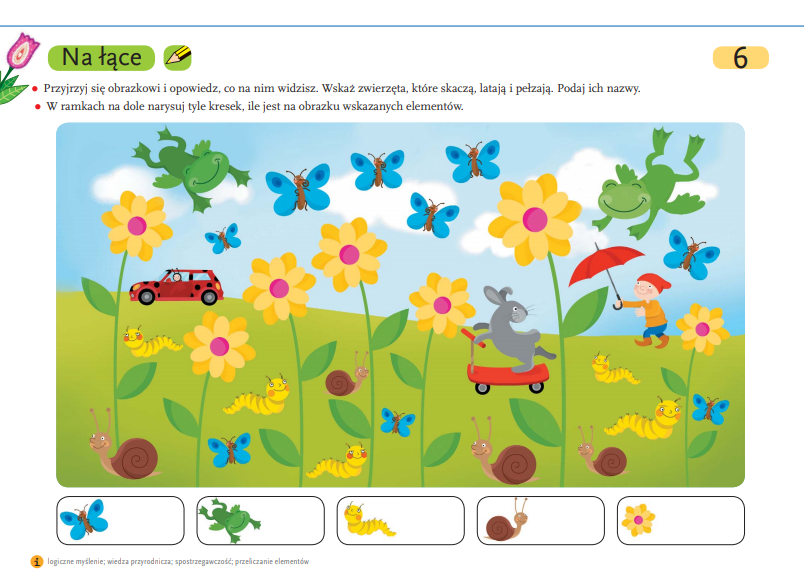 Na łące
6
Przyjrzyj się obrazkowi i opowiedz, co na nim widzisz. Wskaż zwierzęta, które skaczą, latają i pełzają. Podaj ich nazwy.
W ramkach na dole narysuj tyle kresek, ile jest na obrazku wskazanych elementów.
i logiczne myślenie; wiedza przyrodnicza; spostrzegawczość; przeliczanie elementów